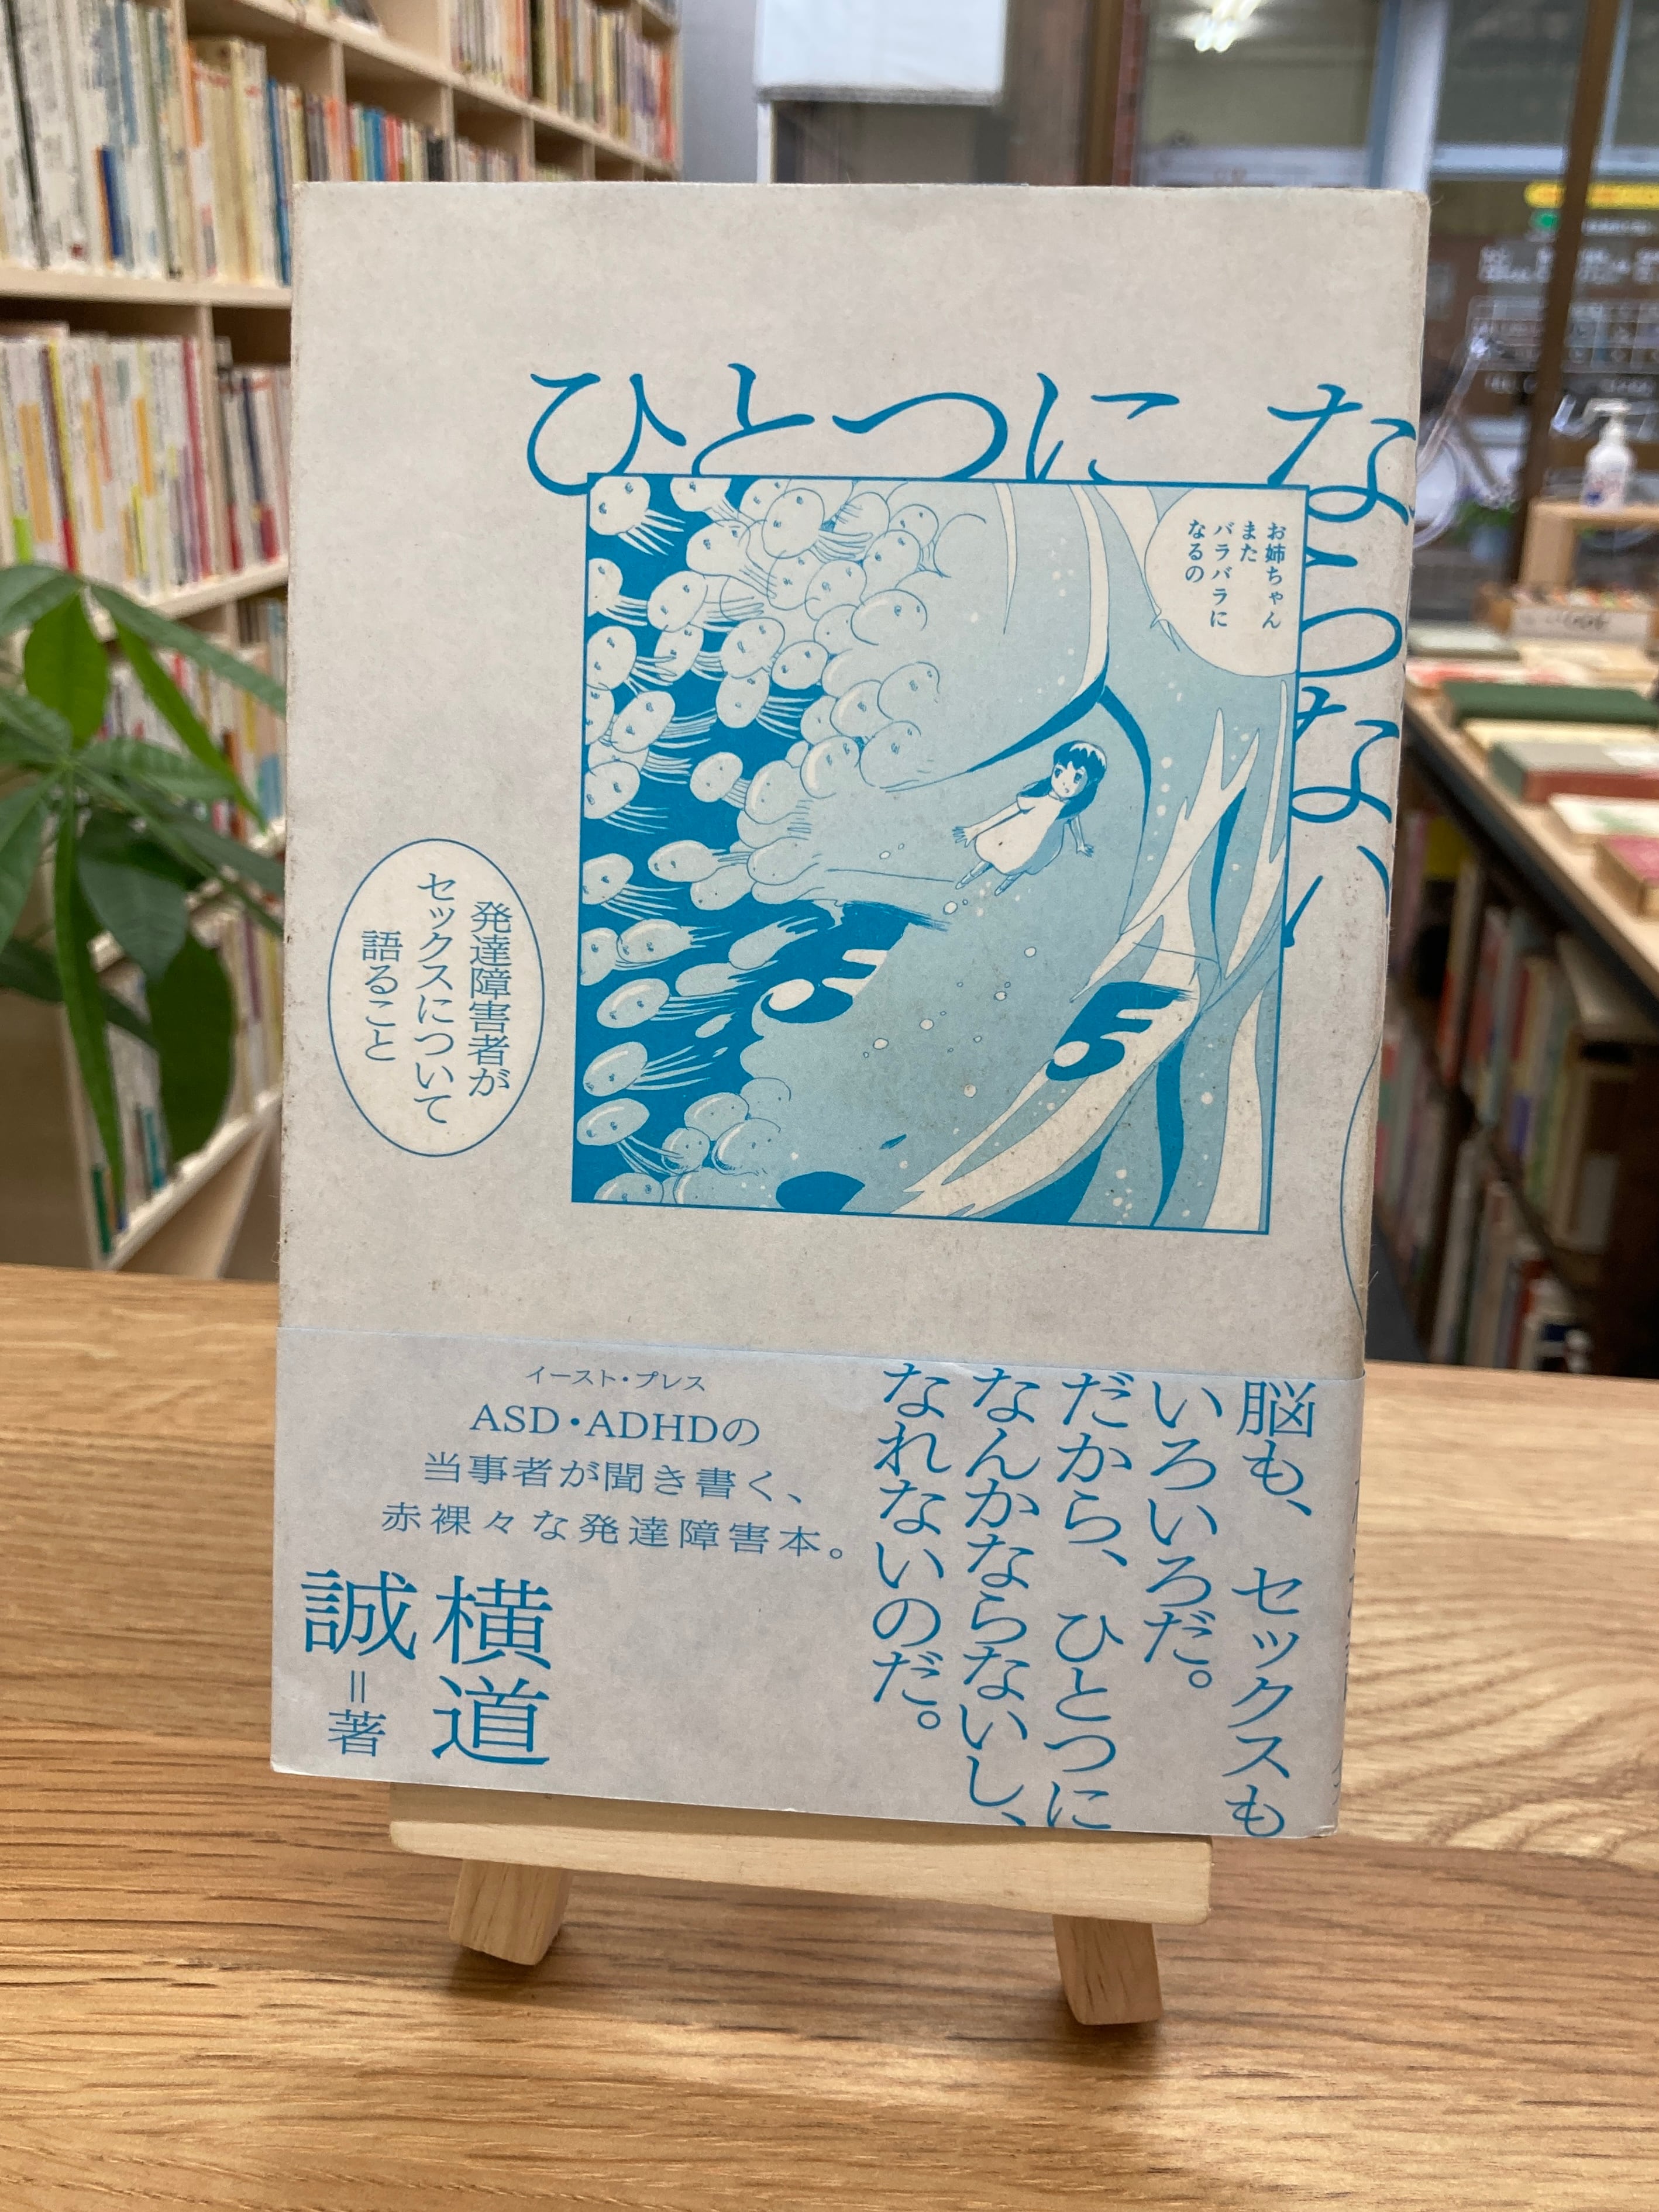 ひとつにならない
お姉ちゃん
また
バラバラに
なるの
発達障害者が
セックスについて
語ること
脳も、セックスも
いろいろだ。
だから、ひとつに
なんかならないし、
なれないのだ。
イースト・プレス
ASD・ADHDの
当事者が聞き書く、
赤裸々な発達障害本。
横道
誠=著